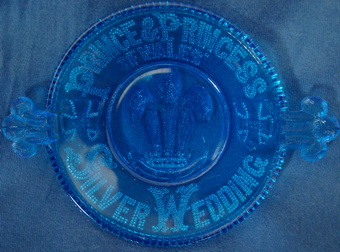 PRINCE & PRINCESS
OF WALES
SILVER WEDDING